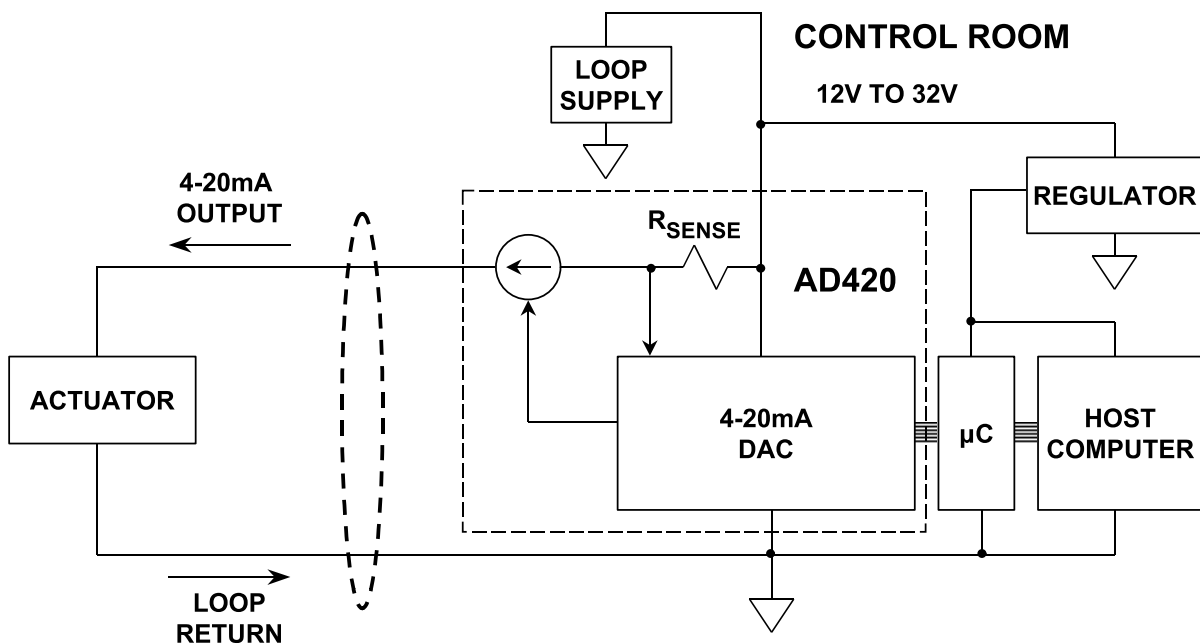 CONTROL ROOM
LOOP
SUPPLY
12V TO 32V
4-20mA
OUTPUT
REGULATOR
RSENSE
AD420
ACTUATOR
4-20mA
DAC
µC
HOST
COMPUTER
LOOP
RETURN